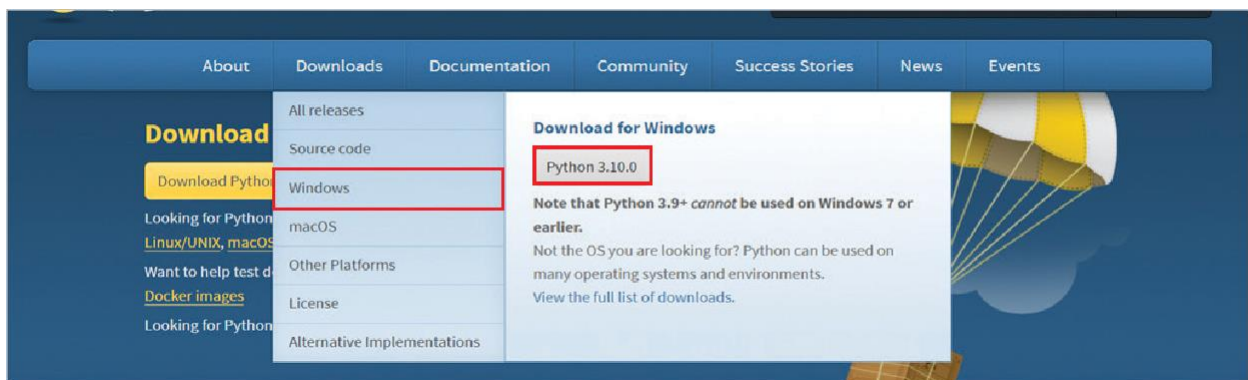 About Downloads Documentation Community Success Stories News Events
Download
Download Pytho
Looking for Python
Linux/UNIX, macOS
Want to help test d
Docker images
Looking for Python
All releases
Source code
Windows
macOS
Other Platforms
License
Alternative Implementations
Download for Windows
Python 3.10.0
Note that Python 3.9+ cannot be used on Windows 7 or
earlier.
Not the OS you are looking for? Python can be used on
many operating systems and environments.
View the full list of downloads.